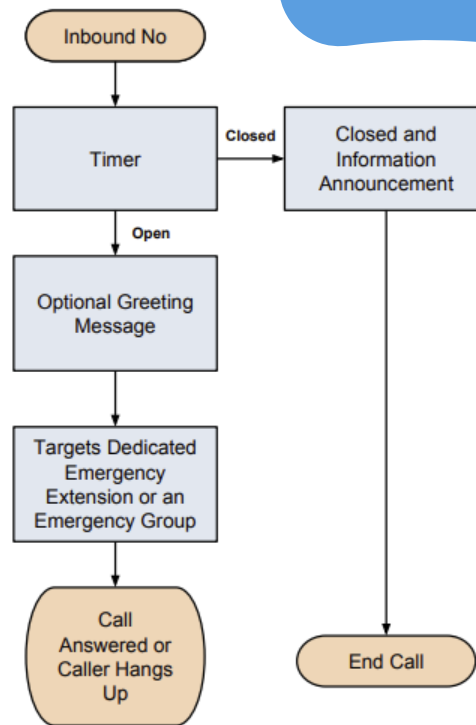 Inbound No
Timer
Closed
Closed and
Information
Announcement
Open
Optional Greeting
Message
Targets Dedicated
Emergency
Extension or an
Emergency Group
Call
Answered or
Caller Hangs
Up
End Call